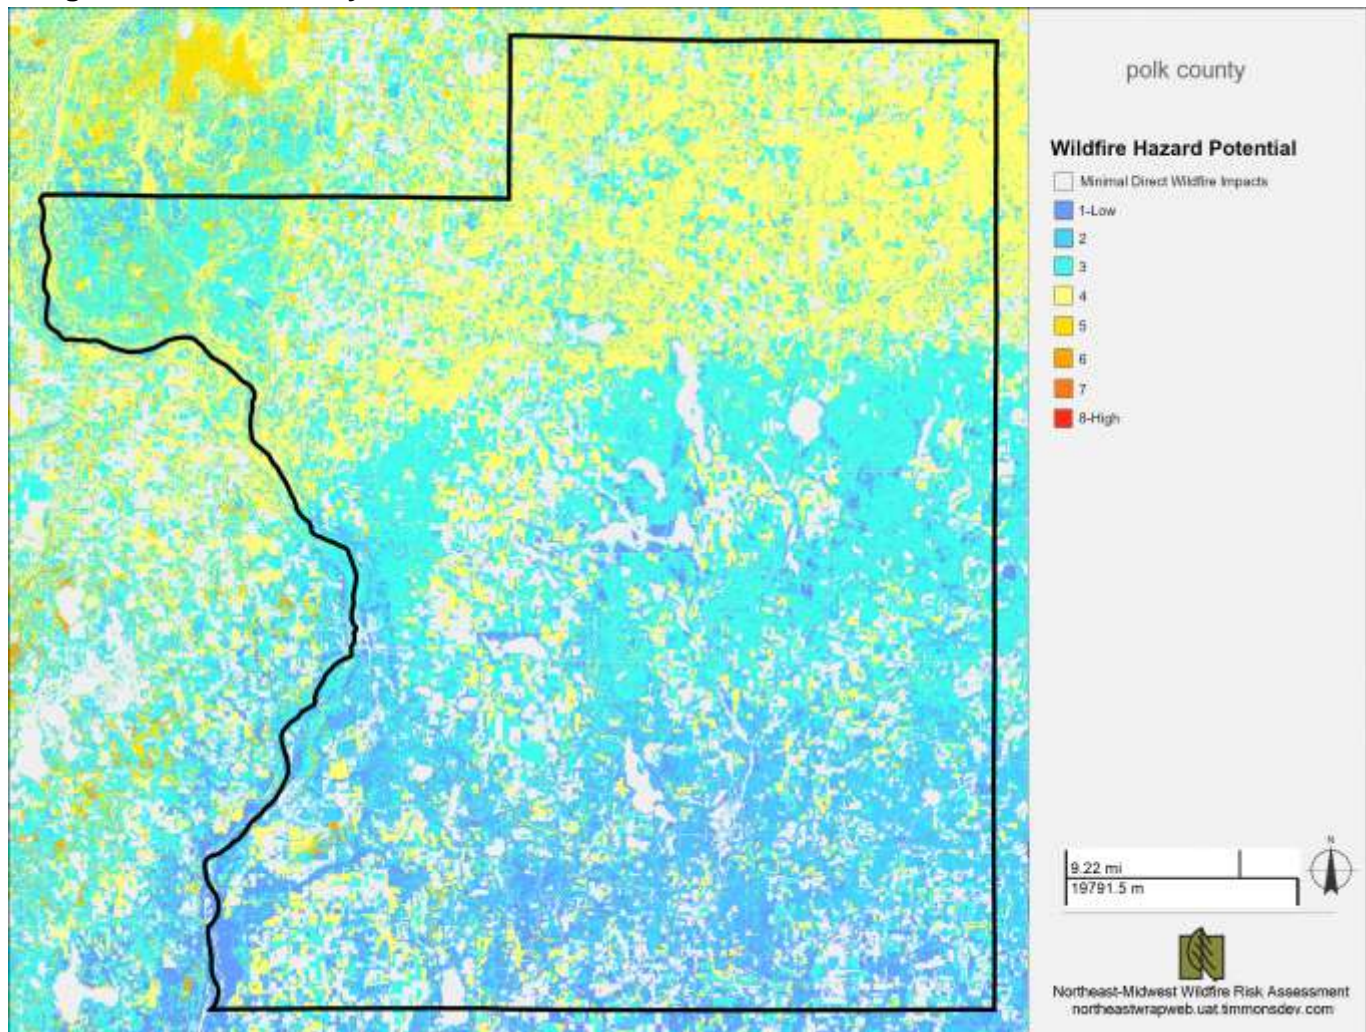 polk county
Wildfire Hazard Potential
Minimal Direct Wildfire Impacts
1-Low
2
3
4
5
6
7
8-High
N
9.22 mi
19791.5 m
Northeast-Midwest Wildfire Risk Assessment
northeastwrapweb.uat.timmonsdev.com